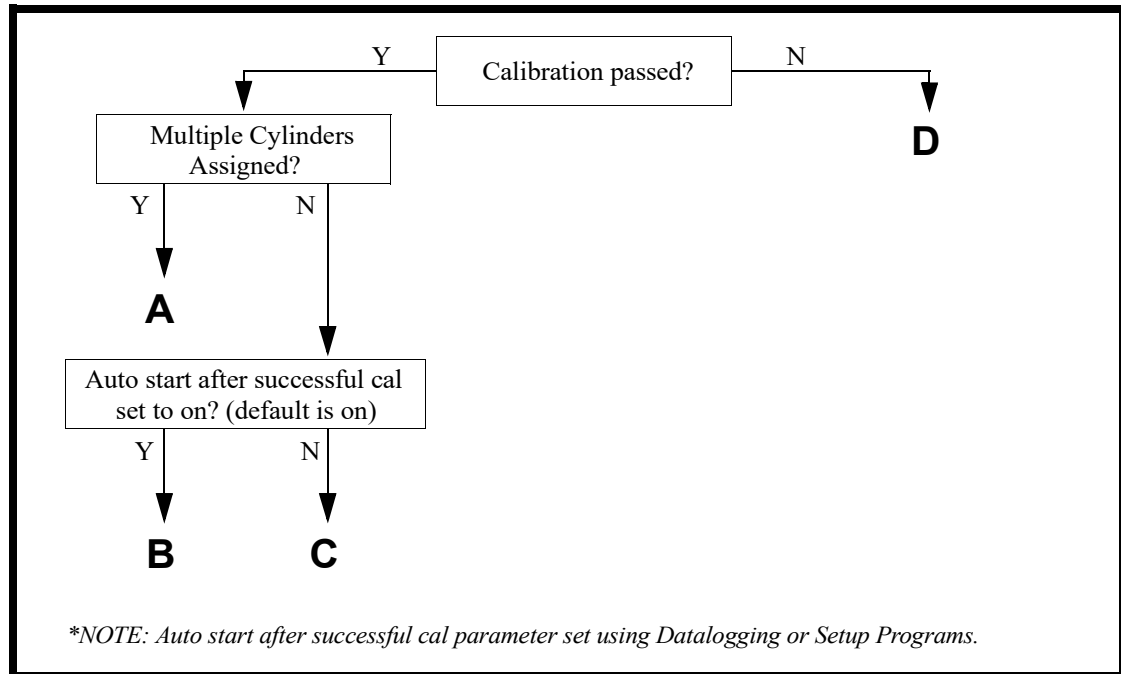 Y
Calibration passed?
N
Multiple Cylinders
Assigned?
D
Y
N
A
Auto start after successful cal
set to on? (default is on)
Y
N
B
C
*NOTE: Auto start after successful cal parameter set using Datalogging or Setup Programs.